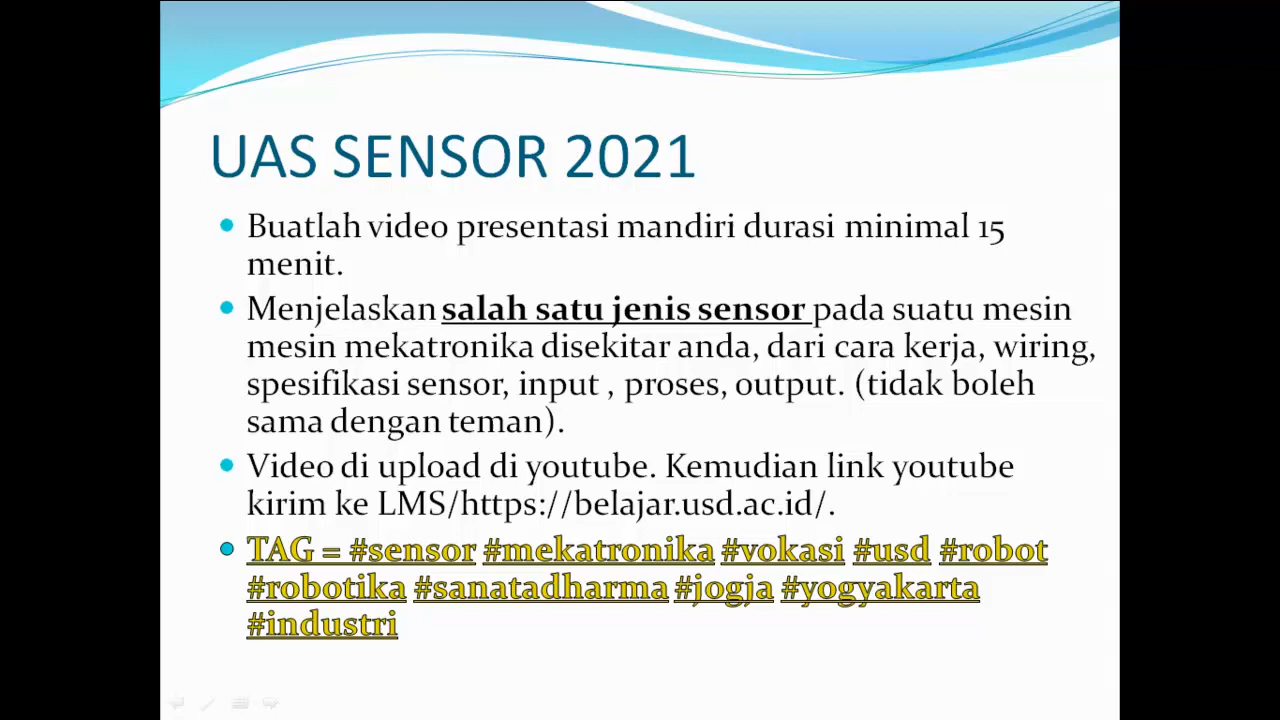 UAS SENSOR 2021
Buatlah video presentasi mandiri durasi minimal 15
menit.
Menjelaskan salah satu jenis sensor pada suatu mesin
mesin mekatronika disekitar anda, dari cara kerja, wiring,
spesifikasi sensor, input , proses, output. (tidak boleh
sama dengan teman).
Video di upload di youtube. Kemudian link youtube
kirim ke LMS/https://belajar.usd.ac.id/.
TAG = #sensor #mekatronika #vokasi #usd #robot
#robotika #sanatadharma #jogja #yogyakarta
#industri